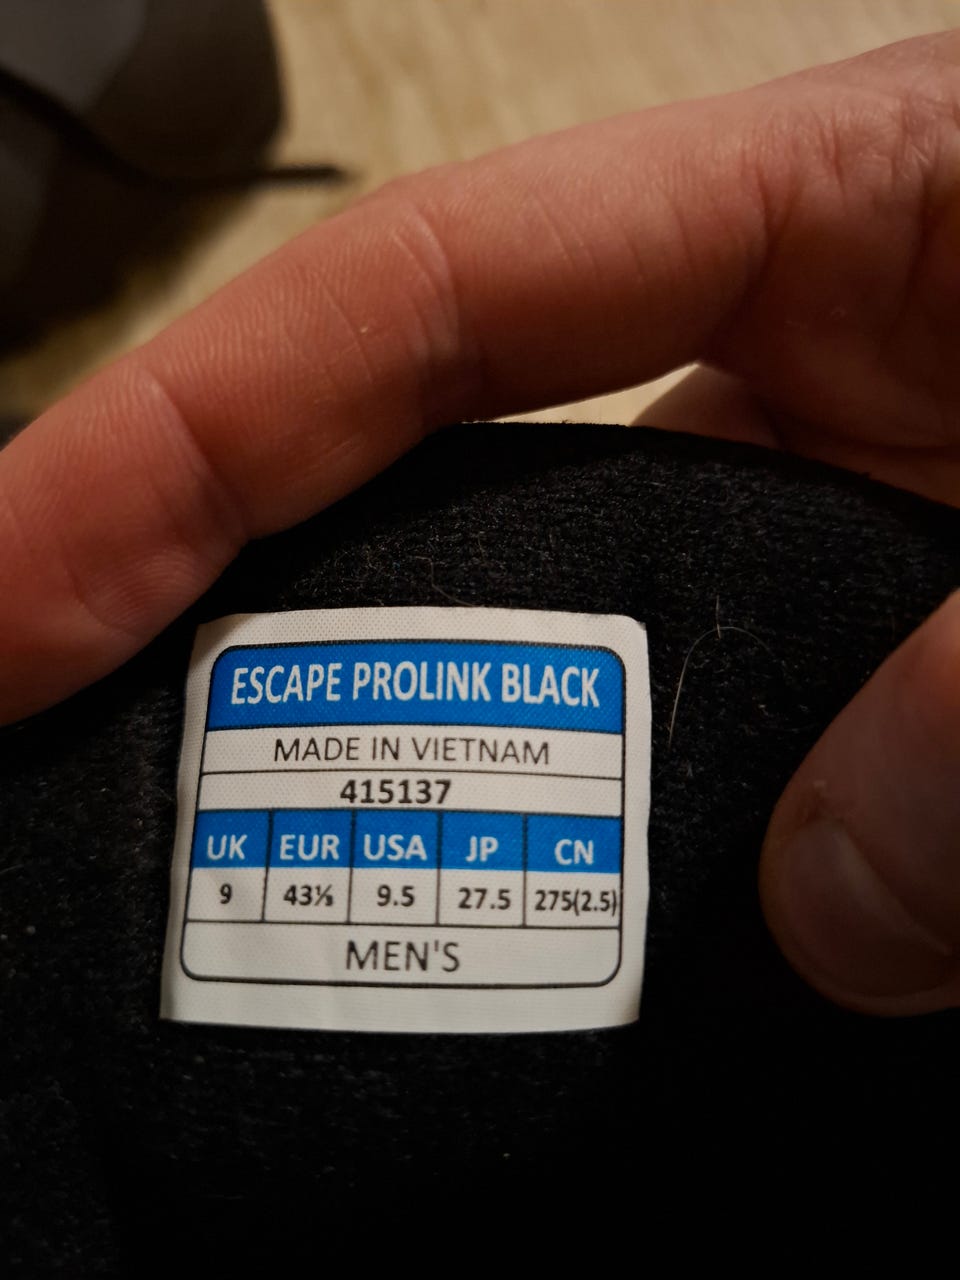 ESCAPE PROLINK BLACK
MADE IN VIETNAM
415137
UK EUR USA JP CN
9 43⅓ 9.5 27.5 275(2.5)
MEN'S